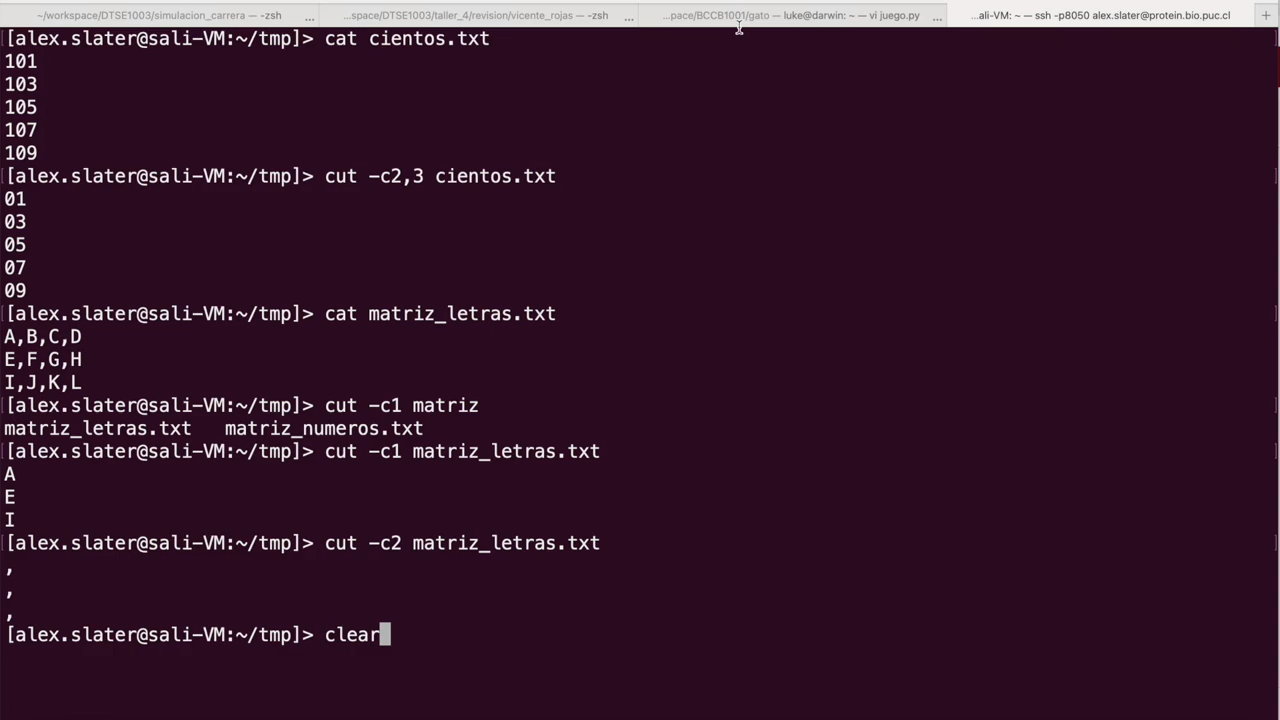 ~/workspace/DTSE1003/simulacion_carrera — -zsh ... ...space/DTSE1003/taller_4/revision/vicente_rojas — -zsh ... ...pace/BCCB1001/gato — luke@darwin: ~ — vi juego.py ... ...ali-VM: ~ — ssh -p8050 alex.slater@protein.bio.puc.cl +
[alex.slater@sali-VM:~/tmp]> cat cientos.txt
101
103
105
107
109
[alex.slater@sali-VM:~/tmp]> cut -c2,3 cientos.txt
01
03
05
07
09
[alex.slater@sali-VM:~/tmp]> cat matriz_letras.txt
A,B,C,D
E,F,G,H
I,J,K,L
[alex.slater@sali-VM:~/tmp]> cut -c1 matriz
matriz_letras.txt   matriz_numeros.txt
[alex.slater@sali-VM:~/tmp]> cut -c1 matriz_letras.txt
A
E
I
[alex.slater@sali-VM:~/tmp]> cut -c2 matriz_letras.txt
,
,
,
[alex.slater@sali-VM:~/tmp]> clear